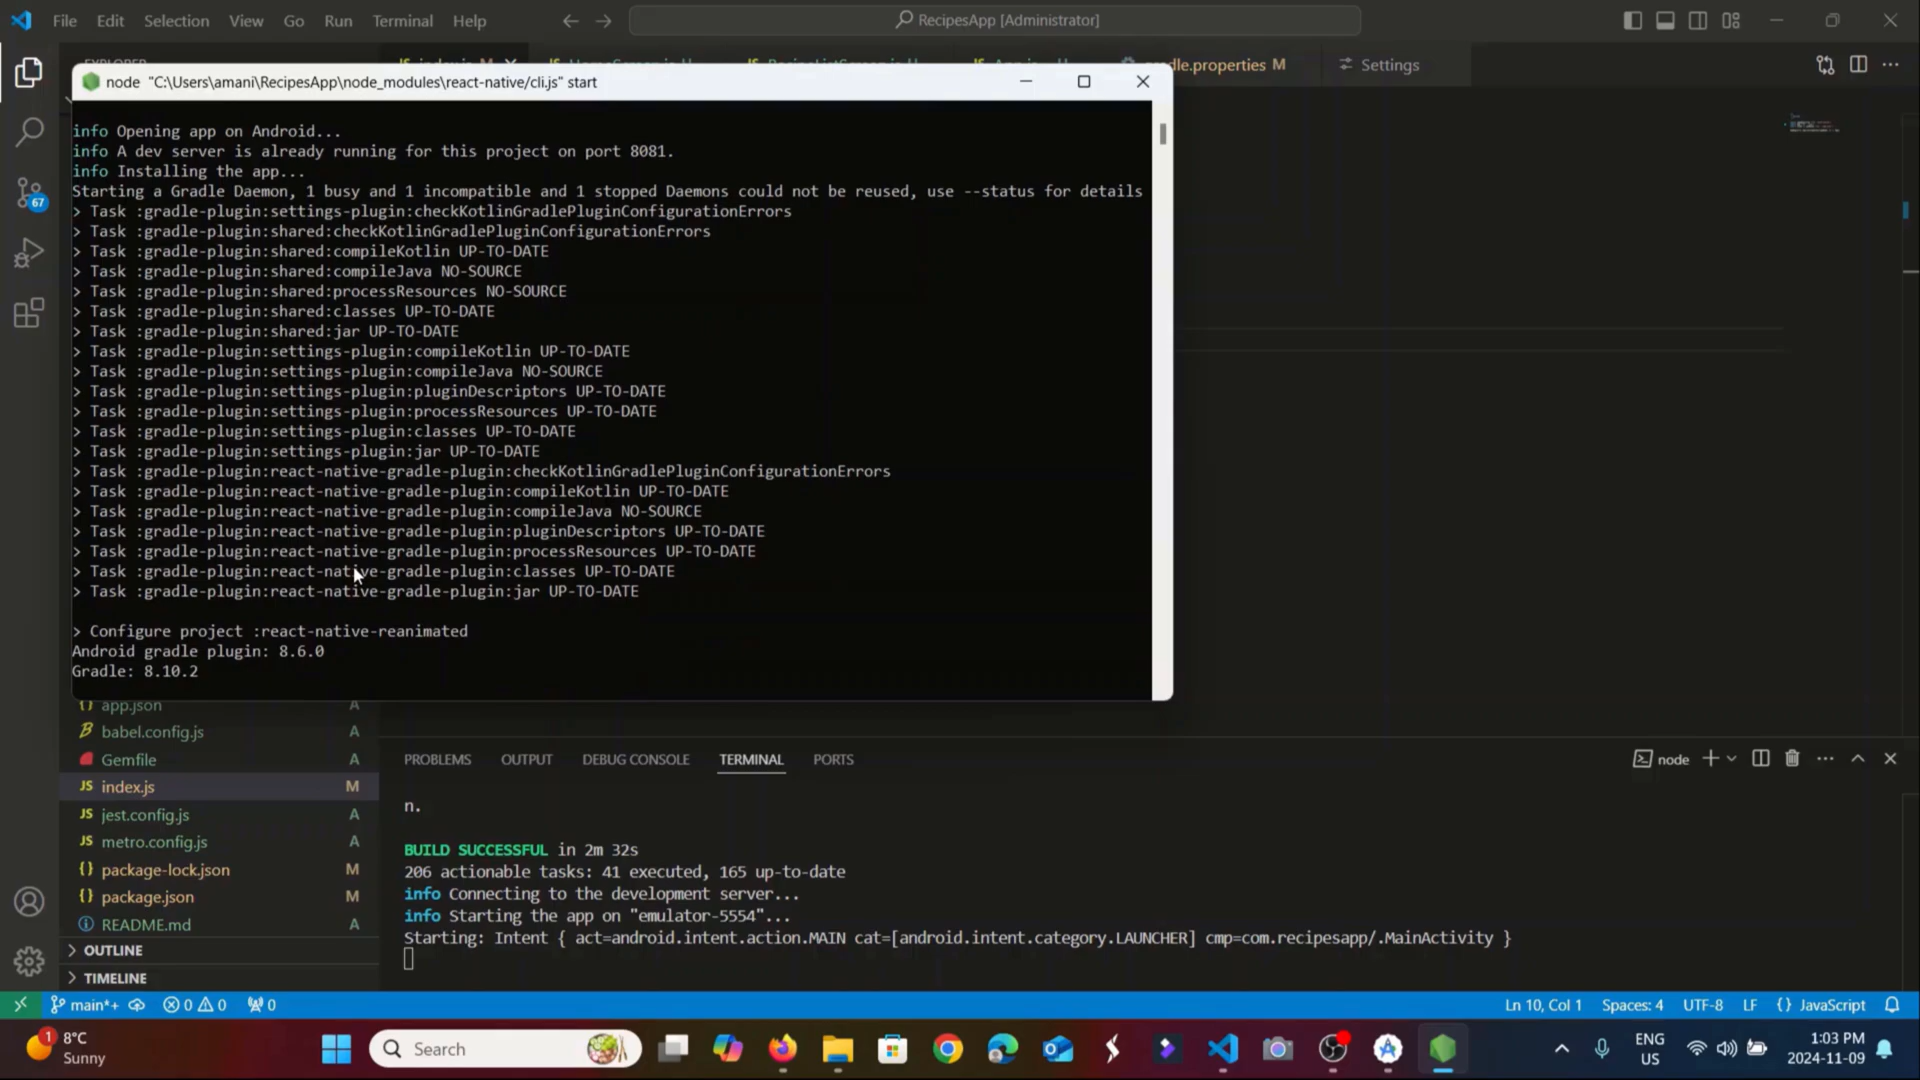 File Edit Selection View Go Run Terminal Help
RecipesApp [Administrator]
gradle.properties M
Settings
node "C:\Users\amani\RecipesApp\node_modules\react-native/cli.js" start
info Opening app on Android...
info A dev server is already running for this project on port 8081.
info Installing the app...
Starting a Gradle Daemon, 1 busy and 1 incompatible and 1 stopped Daemons could not be reused, use --status for details
> Task :gradle-plugin:settings-plugin:checkKotlinGradlePluginConfigurationErrors
> Task :gradle-plugin:shared:checkKotlinGradlePluginConfigurationErrors
> Task :gradle-plugin:shared:compileKotlin UP-TO-DATE
> Task :gradle-plugin:shared:compileJava NO-SOURCE
> Task :gradle-plugin:shared:processResources NO-SOURCE
> Task :gradle-plugin:shared:classes UP-TO-DATE
> Task :gradle-plugin:shared:jar UP-TO-DATE
> Task :gradle-plugin:settings-plugin:compileKotlin UP-TO-DATE
> Task :gradle-plugin:settings-plugin:compileJava NO-SOURCE
> Task :gradle-plugin:settings-plugin:pluginDescriptors UP-TO-DATE
> Task :gradle-plugin:settings-plugin:processResources UP-TO-DATE
> Task :gradle-plugin:settings-plugin:classes UP-TO-DATE
> Task :gradle-plugin:settings-plugin:jar UP-TO-DATE
> Task :gradle-plugin:react-native-gradle-plugin:checkKotlinGradlePluginConfigurationErrors
> Task :gradle-plugin:react-native-gradle-plugin:compileKotlin UP-TO-DATE
> Task :gradle-plugin:react-native-gradle-plugin:compileJava NO-SOURCE
> Task :gradle-plugin:react-native-gradle-plugin:pluginDescriptors UP-TO-DATE
> Task :gradle-plugin:react-native-gradle-plugin:processResources UP-TO-DATE
> Task :gradle-plugin:react-native-gradle-plugin:classes UP-TO-DATE
> Task :gradle-plugin:react-native-gradle-plugin:jar UP-TO-DATE
> Configure project :react-native-reanimated
Android gradle plugin: 8.6.0
Gradle: 8.10.2
67
{} app.json A
babel.config.js A
Gemfile A
JS index.js M
JS jest.config.js A
JS metro.config.js A
{} package-lock.json M
{} package.json M
README.md A
OUTLINE
TIMELINE
PROBLEMS OUTPUT DEBUG CONSOLE TERMINAL PORTS
node
n.
BUILD SUCCESSFUL in 2m 32s
206 actionable tasks: 41 executed, 165 up-to-date
info Connecting to the development server...
info Starting the app on "emulator-5554"...
Starting: Intent { act=android.intent.action.MAIN cat=[android.intent.category.LAUNCHER] cmp=com.recipesapp/.MainActivity }
main*+ 0 0 0
Ln 10, Col 1 Spaces: 4 UTF-8 LF {} JavaScript
1
8°C
Sunny
Search
ENG
US
1:03 PM
2024-11-09